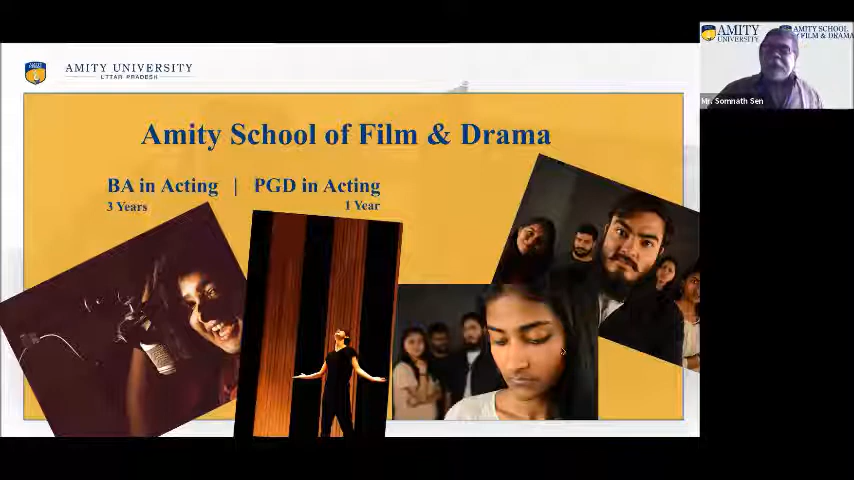 AMITY UNIVERSITY
UTTAR PRADESH
Amity School of Film & Drama
BA in Acting | PGD in Acting
3 Years 1 Year
AMITY
UNIVERSITY
AMITY SCHOOL
OF FILM & DRAMA
Mr. Somnath Sen